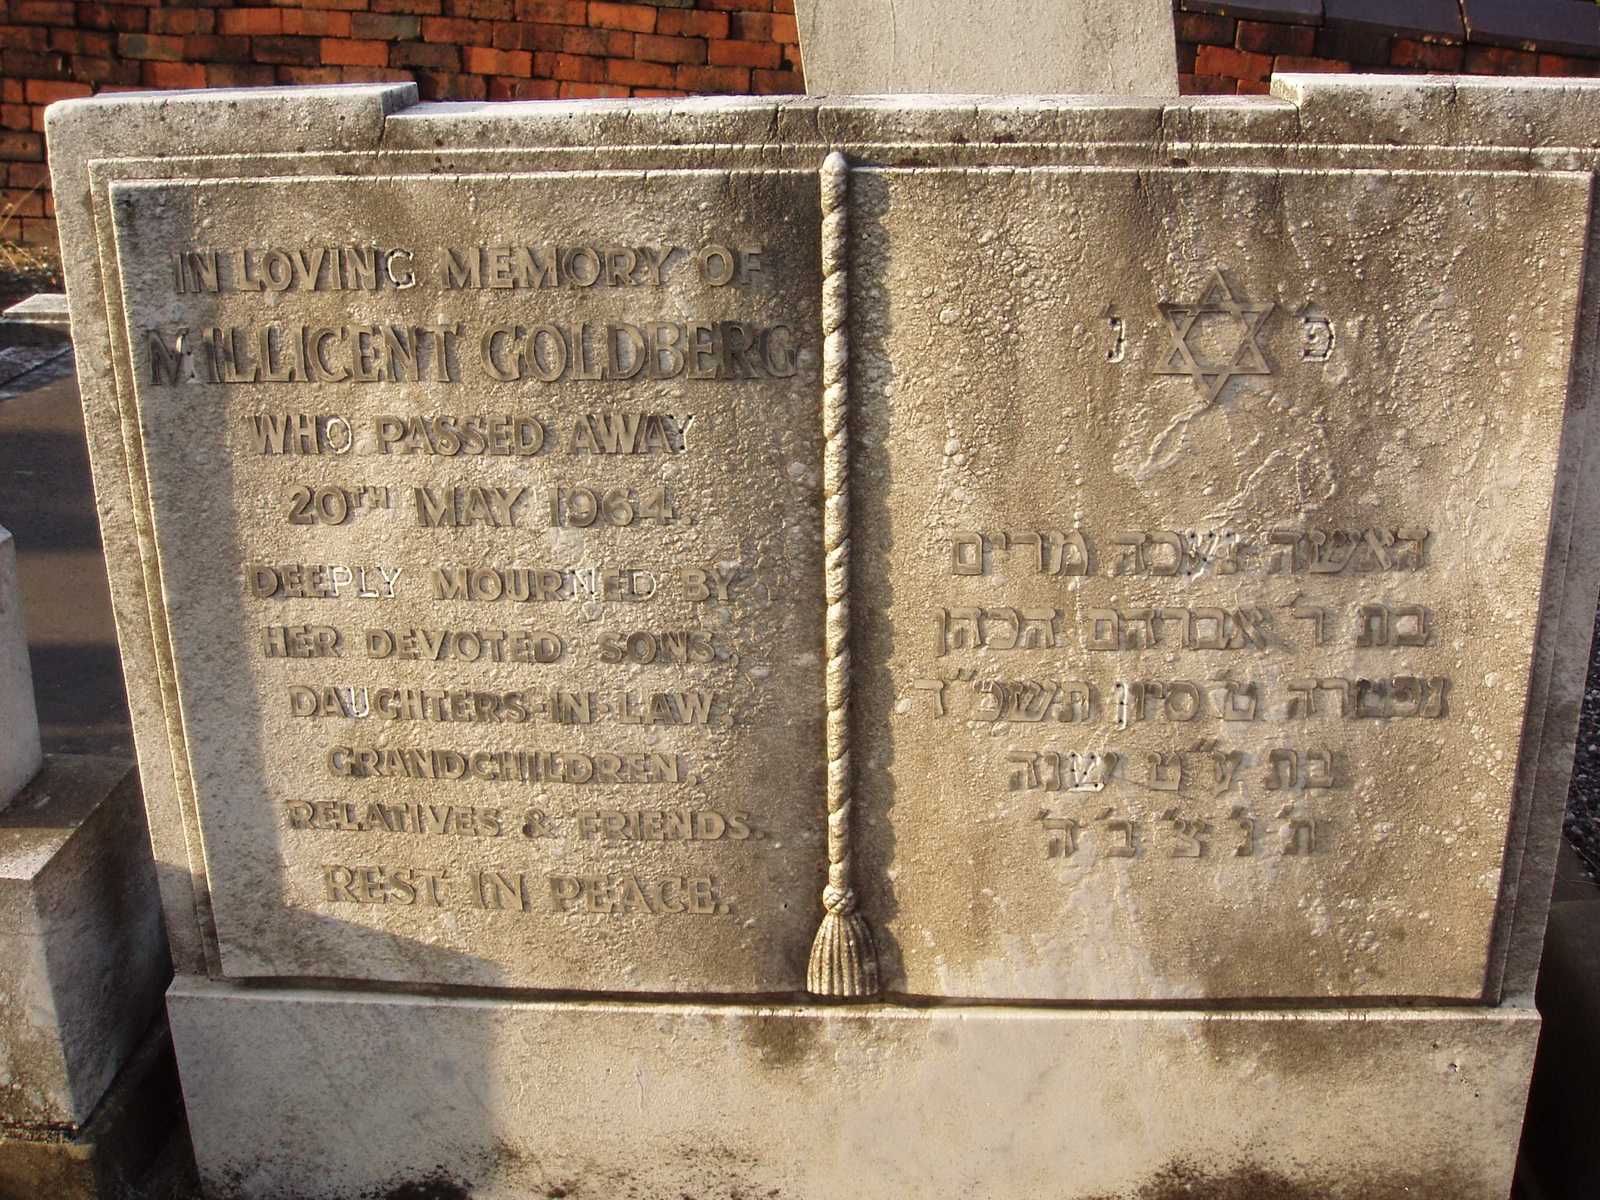 IN LOVING MEMORY OF
MILLICENT GOLDBERG
WHO PASSED AWAY
20TH MAY 1964.
DEEPLY MOURNED BY
HER DEVOTED SONS,
DAUGHTERS-IN-LAW,
GRANDCHILDREN,
RELATIVES & FRIENDS.
REST IN PEACE.
פ נ
האשה יאכה מרים
בת ר' אברהם הכהן
נפטרה ט' סיון תשכ"ד
בת ע"ט שנה
ת' נ' צ' ב' ה'